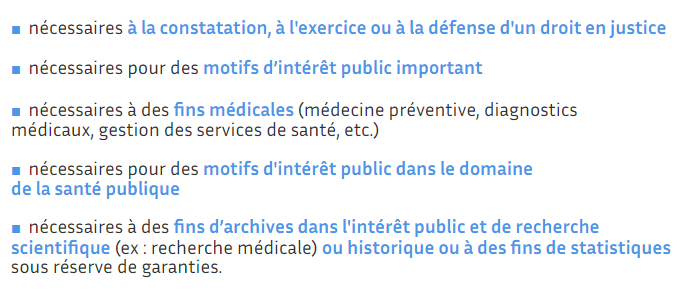 ■ nécessaires à la constatation, à l'exercice ou à la défense d'un droit en justice
■ nécessaires pour des motifs d’intérêt public important
■ nécessaires à des fins médicales (médecine préventive, diagnostics
médicaux, gestion des services de santé, etc.)
■ nécessaires pour des motifs d'intérêt public dans le domaine
de la santé publique
■ nécessaires à des fins d’archives dans l'intérêt public et de recherche
scientifique (ex : recherche médicale) ou historique ou à des fins de statistiques
sous réserve de garanties.